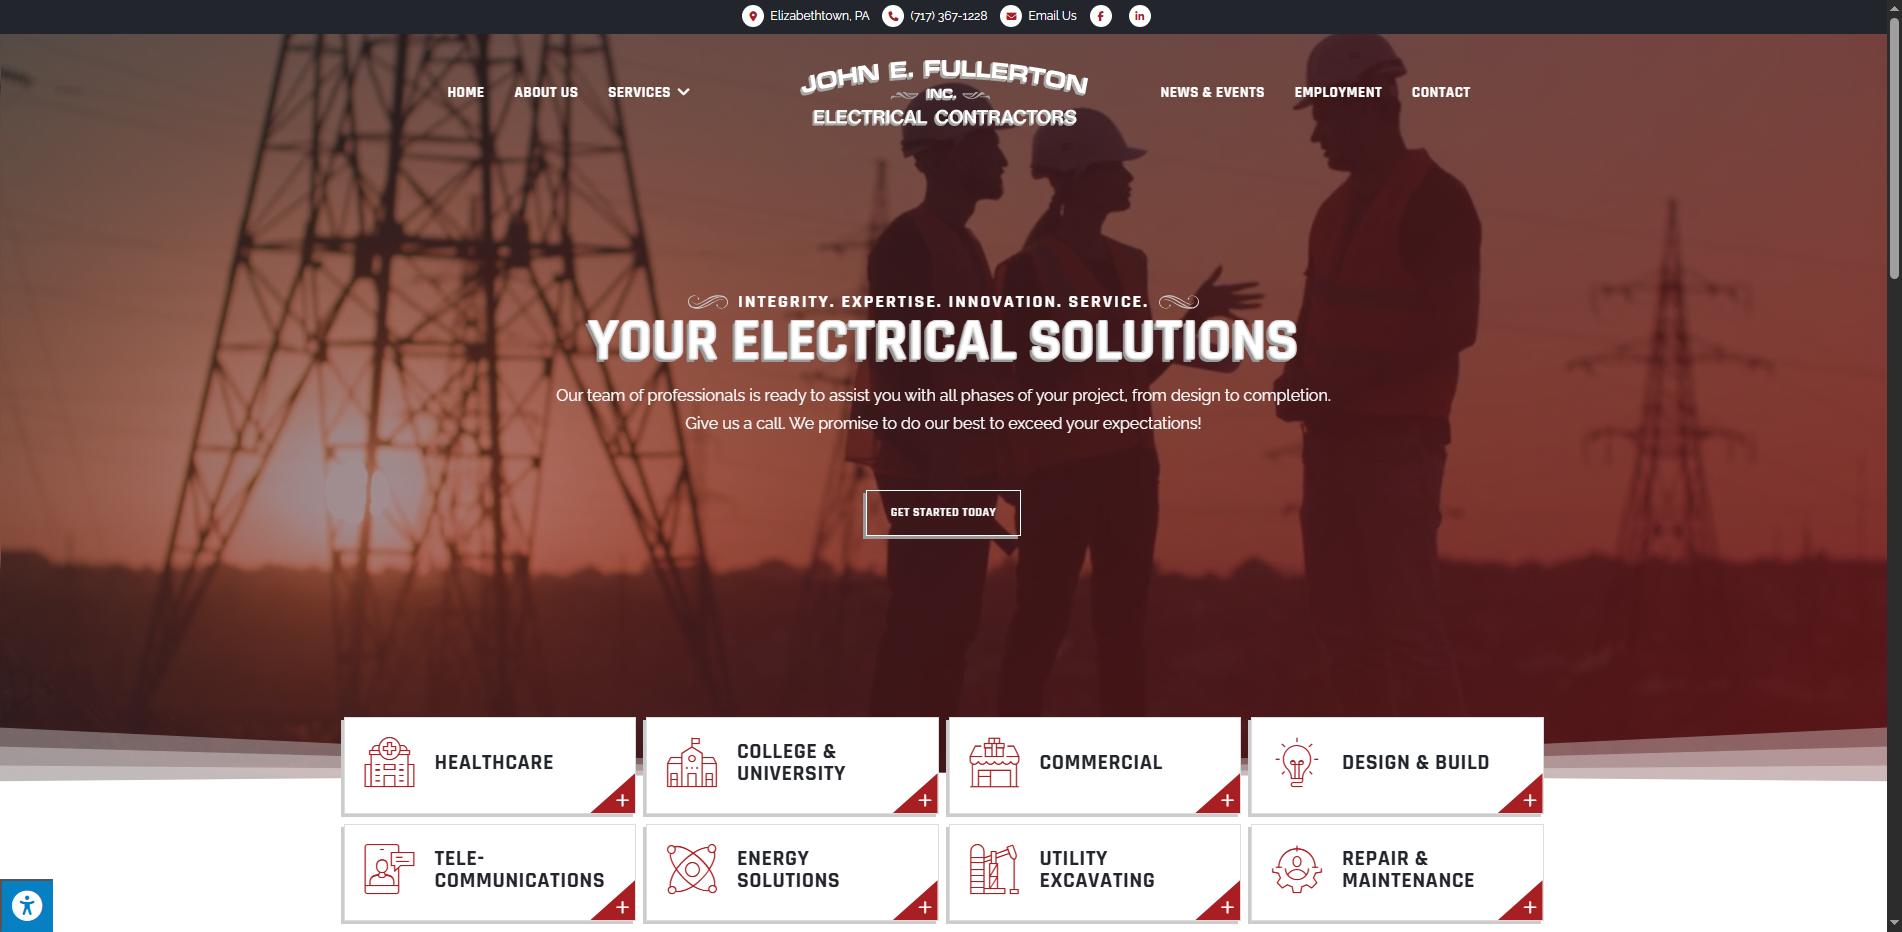 Elizabethtown, PA (717) 367-1228 Email Us
HOME ABOUT US SERVICES
JOHN E. FULLERTON
INC.
ELECTRICAL CONTRACTORS
NEWS & EVENTS EMPLOYMENT CONTACT
INTEGRITY. EXPERTISE. INNOVATION. SERVICE.
YOUR ELECTRICAL SOLUTIONS
Our team of professionals is ready to assist you with all phases of your project, from design to completion.
Give us a call. We promise to do our best to exceed your expectations!
GET STARTED TODAY
HEALTHCARE
COLLEGE &
UNIVERSITY
COMMERCIAL
DESIGN & BUILD
TELE-
COMMUNICATIONS
ENERGY
SOLUTIONS
UTILITY
EXCAVATING
REPAIR &
MAINTENANCE